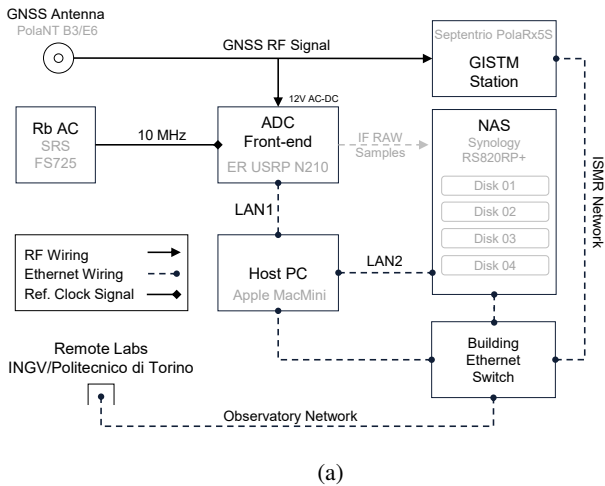 GNSS Antenna
PolaNT B3/E6
GNSS RF Signal
Septentrio PolaRx5S
GISTM
Station
12V AC-DC
Rb AC
SRS
FS725
10 MHz
ADC
Front-end
ER USRP N210
IF RAW
Samples
NAS
Synology
RS820RP+
Disk 01
Disk 02
Disk 03
Disk 04
ISMR Network
LAN1
RF Wiring
Ethernet Wiring
Ref. Clock Signal
Host PC
Apple MacMini
LAN2
Remote Labs
INGV/Politecnico di Torino
Building
Ethernet
Switch
Observatory Network
(a)